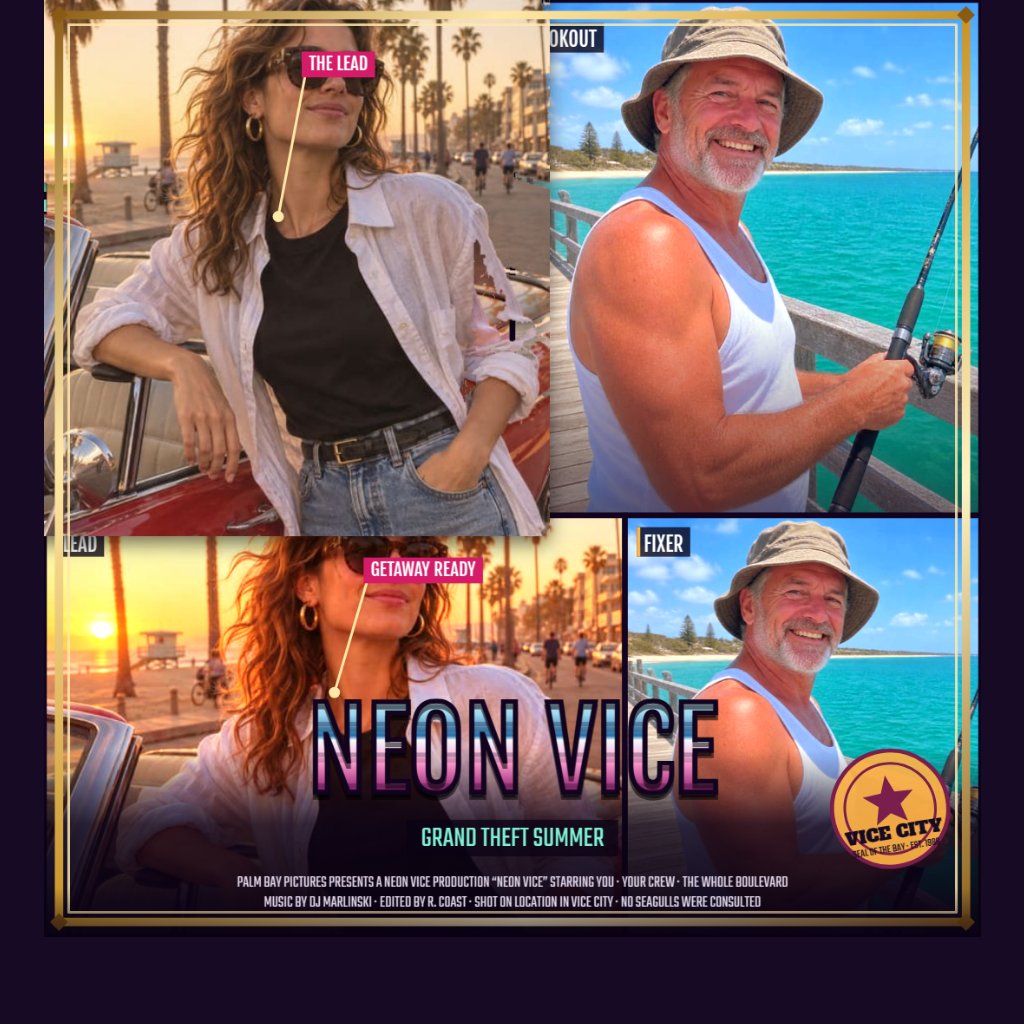 THE LEAD
OKOUT
LEAD
GETAWAY READY
FIXER
NEON VICE
GRAND THEFT SUMMER
VICE CITY
PALM BAY PICTURES PRESENTS A NEON VICE PRODUCTION “NEON VICE” STARRING YOU · YOUR CREW · THE WHOLE BOULEVARD
MUSIC BY DJ MARLINSKI · EDITED BY R. COAST · SHOT ON LOCATION IN VICE CITY · NO SEAGULLS WERE CONSULTED